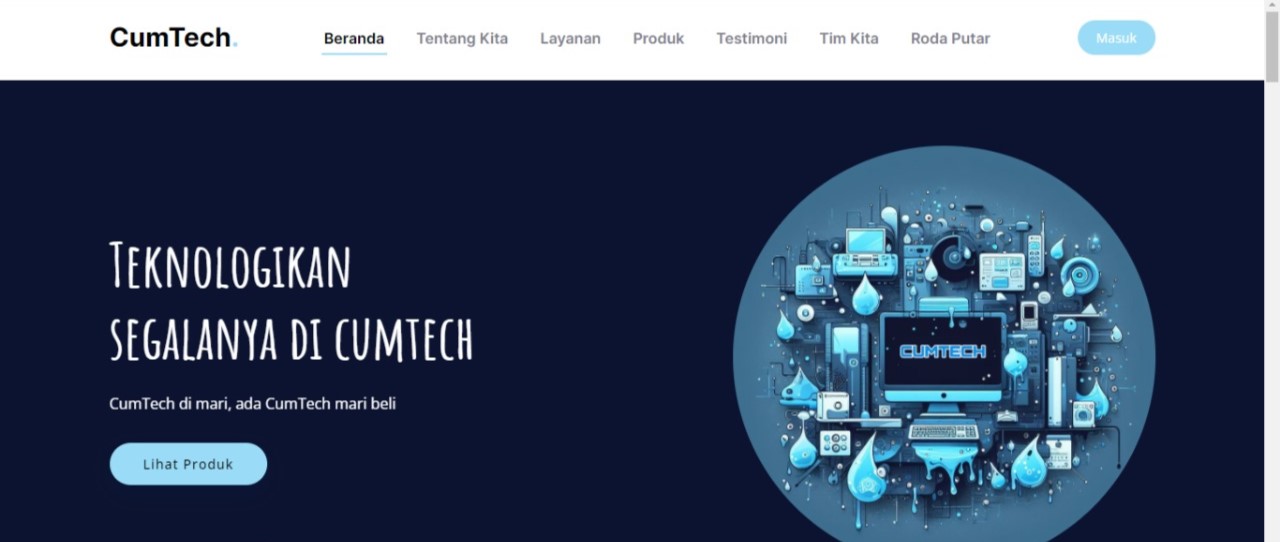 CumTech.
Beranda
Tentang Kita
Layanan
Produk
Testimoni
Tim Kita
Roda Putar
Masuk
Teknologikan
segalanya di cumtech
CumTech di mari, ada CumTech mari beli
Lihat Produk
CUMTECH